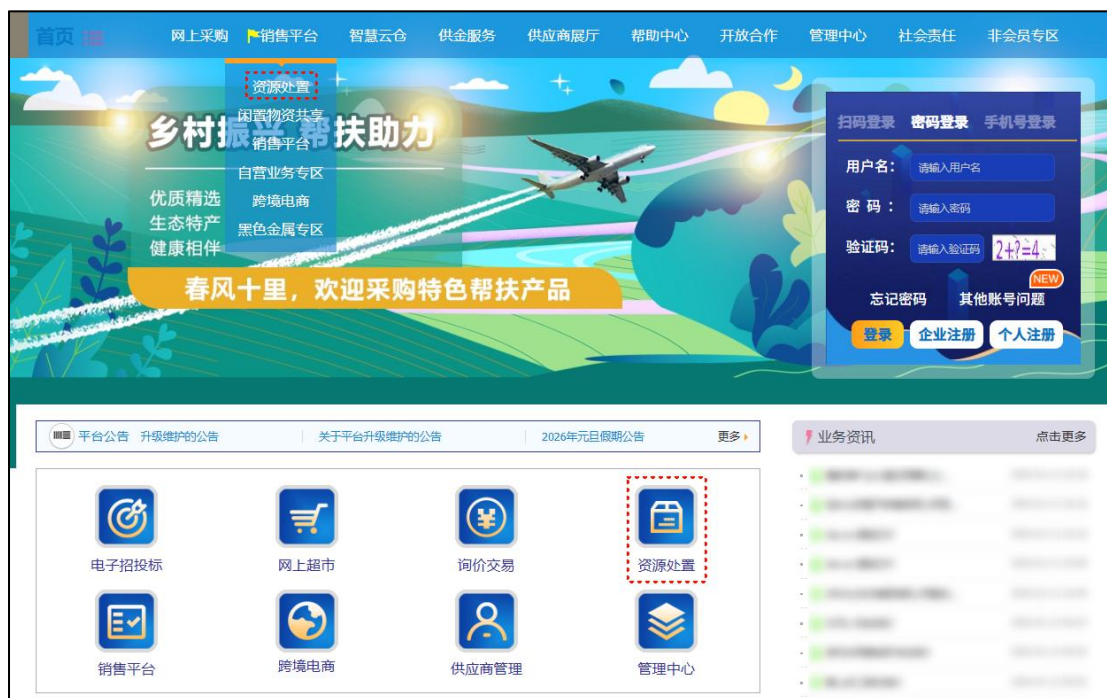 首页
网上采购 销售平台 智慧云仓 供金服务 供应商展厅 帮助中心 开放合作 管理中心 社会责任 非会员专区
资源处置
闲置物资共享
销售平台
自营业务专区
跨境电商
黑色金属专区
乡村振兴 帮扶助力
优质精选
生态特产
健康相伴
春风十里，欢迎采购特色帮扶产品
扫码登录 密码登录 手机号登录
用户名： 请输入用户名
密 码 ： 请输入密码
验证码： 请输入验证码 2+?=4
NEW
忘记密码 其他账号问题
登录 企业注册 个人注册
平台公告 升级维护的公告 关于平台升级维护的公告 2026年元旦假期公告 更多
业务资讯 点击更多
电子招投标 网上超市 询价交易 资源处置
销售平台 跨境电商 供应商管理 管理中心